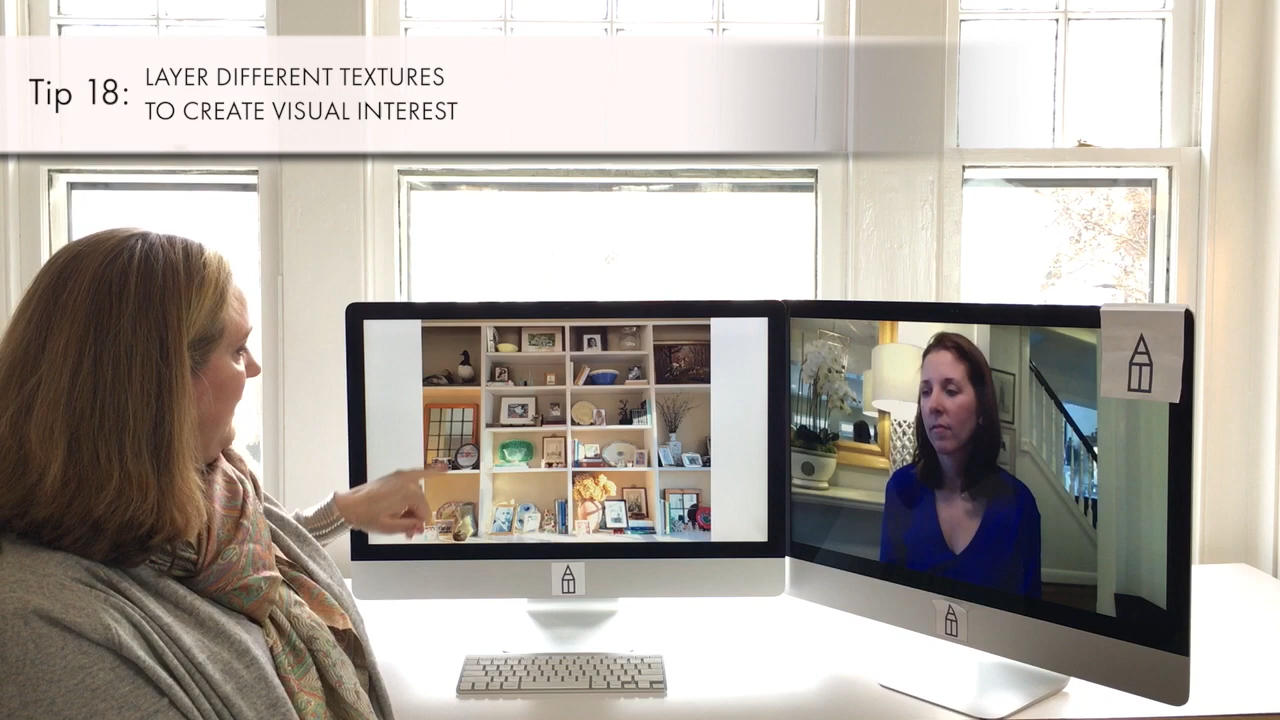 Tip 18:
LAYER DIFFERENT TEXTURES
TO CREATE VISUAL INTEREST